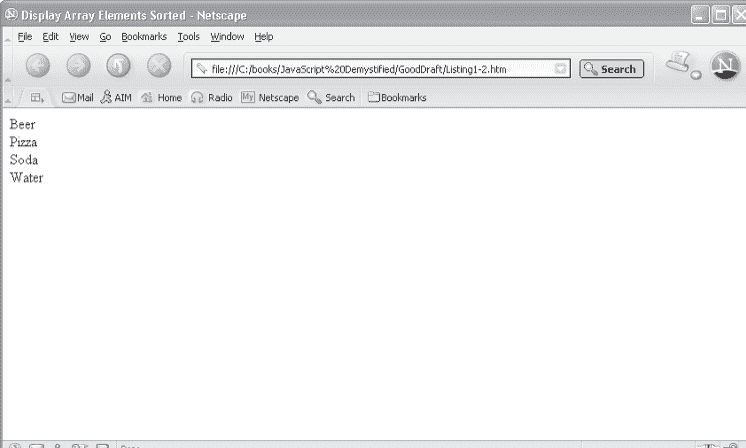 Display Array Elements Sorted - Netscape
File Edit View Go Bookmarks Tools Window Help
file:///C:/books/JavaScript%20Demystified/GoodDraft/Listing1-2.htm Search N
Mail AIM Home Radio My Netscape Search Bookmarks
Beer
Pizza
Soda
Water